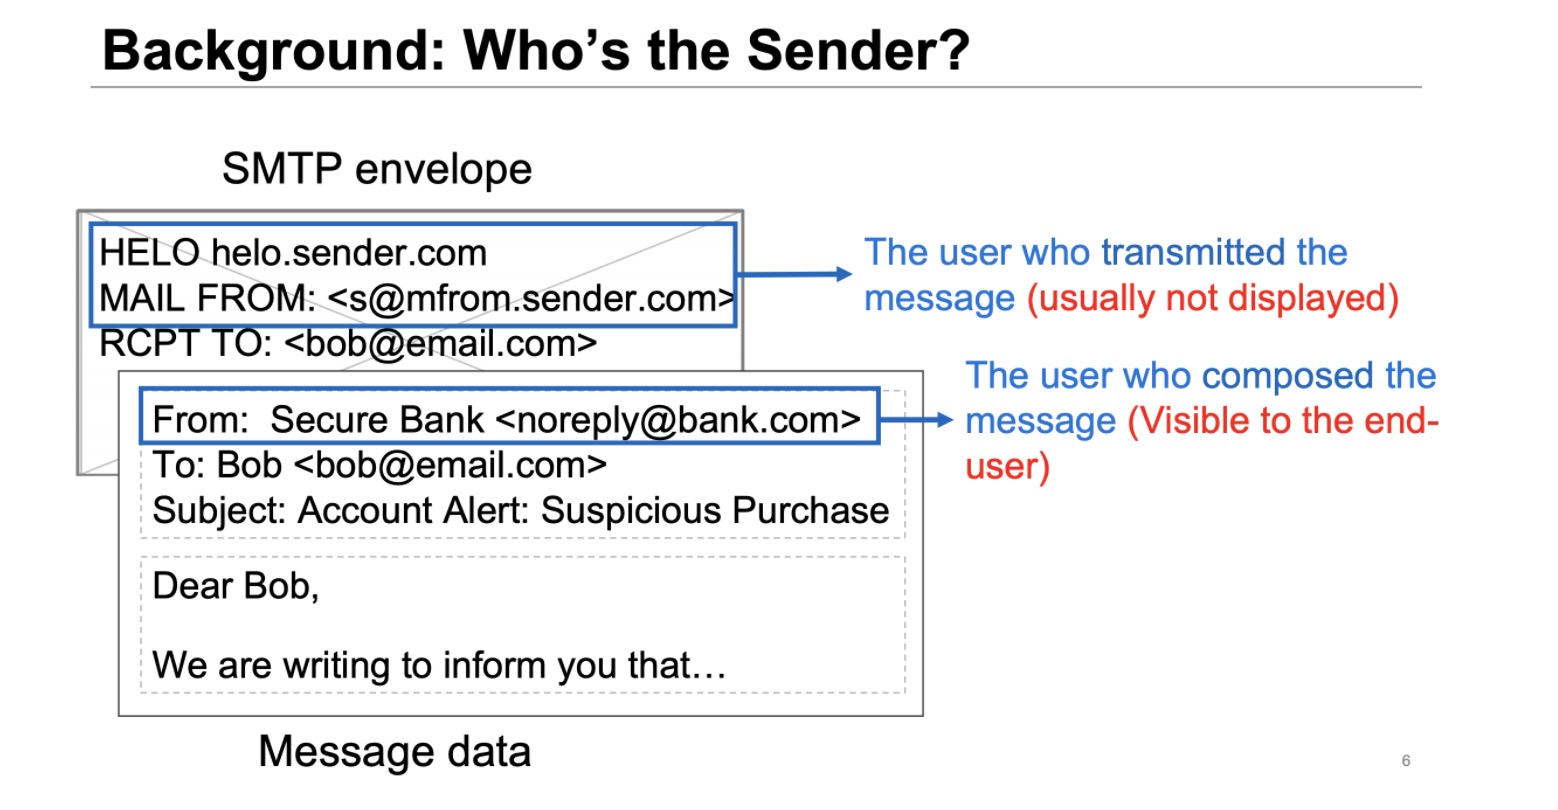 Background: Who’s the Sender?
SMTP envelope
HELO helo.sender.com
MAIL FROM: <s@mfrom.sender.com>
RCPT TO: <bob@email.com>
The user who transmitted the
message (usually not displayed)
From:  Secure Bank <noreply@bank.com>
To: Bob <bob@email.com>
Subject: Account Alert: Suspicious Purchase
The user who composed the
message (Visible to the end-
user)
Dear Bob,
We are writing to inform you that…
Message data
6